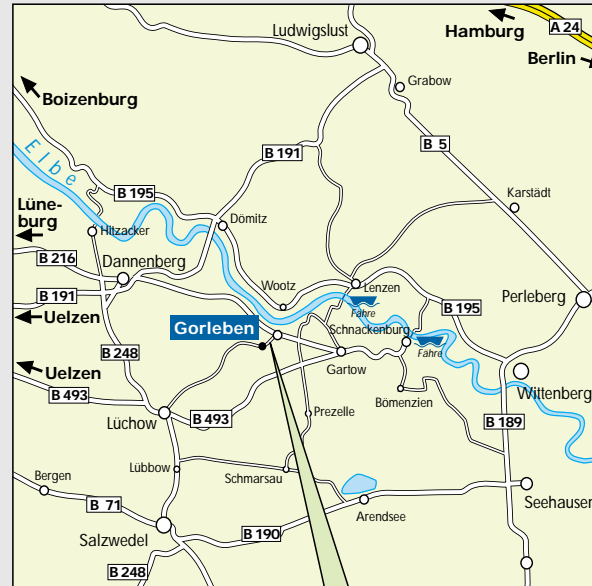 Hamburg
A 24
Berlin
Ludwigslust
Grabow
Boizenburg
B 5
Elbe
B 191
B 195
Karstädt
Lüne-
burg
Hitzacker
Dömitz
B 216
Dannenberg
Wootz
Lenzen
B 191
Fähre
B 195
Perleberg
Uelzen
Gorleben
Schnackenburg
Fähre
B 248
Gartow
Uelzen
B 493
Bömenzien
Wittenberg
Lüchow
B 493
Prezelle
B 189
Lübbow
Schmarsau
Bergen
Seehausen
B 71
Arendsee
Salzwedel
B 190
B 248